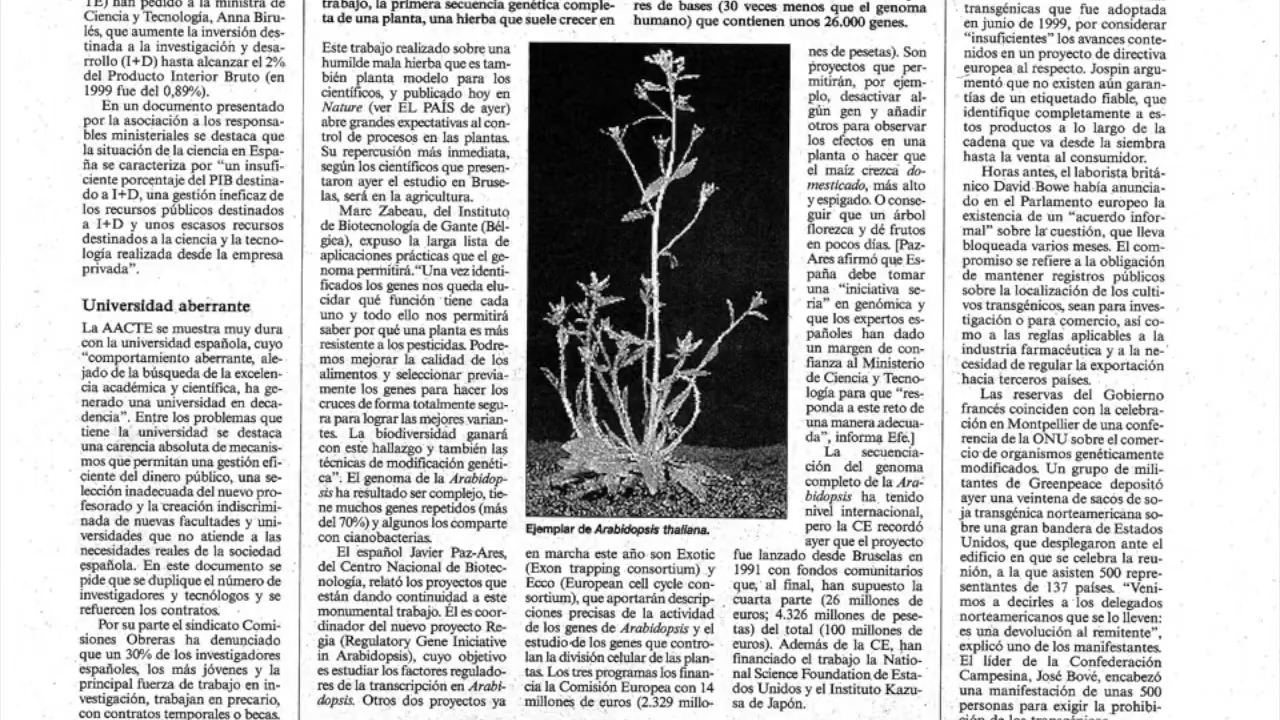 TE) han pedido a la ministra de
Ciencia y Tecnología, Anna Biru-
lés, que aumente la inversión des-
tinada a la investigación y desa-
rrollo (I+D) hasta alcanzar el 2%
del Producto Interior Bruto (en
1999 fue del 0,89%).
En un documento presentado
por la asociación a los responsa-
bles ministeriales se destaca que
la situación de la ciencia en Espa-
ña se caracteriza por “un insufi-
ciente porcentaje del PIB destina-
do a I+D, una gestión ineficaz de
los recursos públicos destinados
a I+D y unos escasos recursos
destinados a la ciencia y la tecno-
logía realizada desde la empresa
privada”.
Universidad aberrante
La AACTE se muestra muy dura
con la universidad española, cuyo
“comportamiento aberrante, ale-
jado de la búsqueda de la excelen-
cia académica y científica, ha ge-
nerado una universidad en deca-
dencia”. Entre los problemas que
tiene la universidad se destaca
una carencia absoluta de mecanis-
mos que permitan una gestión efi-
ciente del dinero público, una se-
lección inadecuada del nuevo pro-
fesorado y la creación indiscrimi-
nada de nuevas facultades y uni-
versidades que no atiende a las
necesidades reales de la sociedad
española. En este documento se
pide que se duplique el número de
investigadores y tecnólogos y se
refuercen los contratos.
Por su parte el sindicato Comi-
siones Obreras ha denunciado
que un 30% de los investigadores
españoles, los más jóvenes y la
principal fuerza de trabajo en in-
vestigación, trabajan en precario,
con contratos temporales o becas.
trabajo, la primera secuencia genética comple-
ta de una planta, una hierba que suele crecer en
res de bases (30 veces menos que el genoma
humano) que contienen unos 26.000 genes.
Este trabajo realizado sobre una
humilde mala hierba que es tam-
bién planta modelo para los
científicos, y publicado hoy en
Nature (ver EL PAÍS de ayer)
abre grandes expectativas al con-
trol de procesos en las plantas.
Su repercusión más inmediata,
según los científicos que presen-
taron ayer el estudio en Bruse-
las, será en la agricultura.
Marc Zabeau, del Instituto
de Biotecnología de Gante (Bél-
gica), expuso la larga lista de
aplicaciones prácticas que el ge-
noma permitirá.“Una vez identi-
ficados los genes nos queda elu-
cidar qué función tiene cada
uno y todo ello nos permitirá
saber por qué una planta es más
resistente a los pesticidas. Podre-
mos mejorar la calidad de los
alimentos y seleccionar previa-
mente los genes para hacer los
cruces de forma totalmente segu-
ra para lograr las mejores varian-
tes. La biodiversidad ganará
con este hallazgo y también las
técnicas de modificación genéti-
ca”. El genoma de la Arabidop-
sis ha resultado ser complejo, tie-
ne muchos genes repetidos (más
del 70%) y algunos los comparte
con cianobacterias.
El español Javier Paz-Ares,
del Centro Nacional de Biotec-
nología, relató los proyectos que
están dando continuidad a este
monumental trabajo. Él es coor-
dinador del nuevo proyecto Re-
gia (Regulatory Gene Iniciative
in Arabidopsis), cuyo objetivo
es estudiar los factores regulado-
res de la transcripción en Arabi-
dopsis. Otros dos proyectos ya
Ejemplar de Arabidopsis thaliana.
en marcha este año son Exotic
(Exon trapping consortium) y
Ecco (European cell cycle con-
sortium), que aportarán descrip-
ciones precisas de la actividad
de los genes de Arabidopsis y el
estudio de los genes que contro-
lan la división celular de las plan-
tas. Los tres programas los finan-
cia la Comisión Europea con 14
millones de euros (2.329 millo-
nes de pesetas). Son
proyectos que per-
mitirán, por ejem-
plo, desactivar al-
gún gen y añadir
otros para observar
los efectos en una
planta o hacer que
el maíz crezca do-
mesticado, más alto
y espigado. O conse-
guir que un árbol
florezca y dé frutos
en pocos días. [Paz-
Ares afirmó que Es-
paña debe tomar
una “iniciativa se-
ria” en genómica y
que los expertos es-
pañoles han dado
un margen de con-
fianza al Ministerio
de Ciencia y Tecno-
logía para que “res-
ponda a este reto de
una manera adecua-
da”, informa Efe.]
La secuencia-
ción del genoma
completo de la Ara-
bidopsis ha tenido
nivel internacional,
pero la CE recordó
ayer que el proyecto
fue lanzado desde Bruselas en
1991 con fondos comunitarios
que, al final, han supuesto la
cuarta parte (26 millones de
euros; 4.326 millones de pese-
tas) del total (100 millones de
euros). Además de la CE, han
financiado el trabajo la Natio-
nal Science Foundation de Esta-
dos Unidos y el Instituto Kazu-
sa de Japón.
transgénicas que fue adoptada
en junio de 1999, por considerar
“insuficientes” los avances conte-
nidos en un proyecto de directiva
europea al respecto. Jospin argu-
mentó que no existen aún garan-
tías de un etiquetado fiable, que
identifique completamente a es-
tos productos a lo largo de la
cadena que va desde la siembra
hasta la venta al consumidor.
Horas antes, el laborista britá-
nico David Bowe había anuncia-
do en el Parlamento europeo la
existencia de un “acuerdo infor-
mal” sobre la cuestión, que lleva
bloqueada varios meses. El com-
promiso se refiere a la obligación
de mantener registros públicos
sobre la localización de los culti-
vos transgénicos, sean para inves-
tigación o para comercio, así co-
mo a las reglas aplicables a la
industria farmacéutica y a la ne-
cesidad de regular la exportación
hacia terceros países.
Las reservas del Gobierno
francés coinciden con la celebra-
ción en Montpellier de una confe-
rencia de la ONU sobre el comer-
cio de organismos genéticamente
modificados. Un grupo de mili-
tantes de Greenpeace depositó
ayer una veintena de sacos de so-
ja transgénica norteamericana so-
bre una gran bandera de Estados
Unidos, que desplegaron ante el
edificio en que se celebra la reu-
nión, a la que asisten 500 repre-
sentantes de 137 países. “Veni-
mos a decirles a los delegados
norteamericanos que se lo lleven:
es una devolución al remitente”,
explicó uno de los manifestantes.
El líder de la Confederación
Campesina, José Bové, encabezó
una manifestación de unas 500
personas para exigir la prohibi-
ción de los transgénicos.